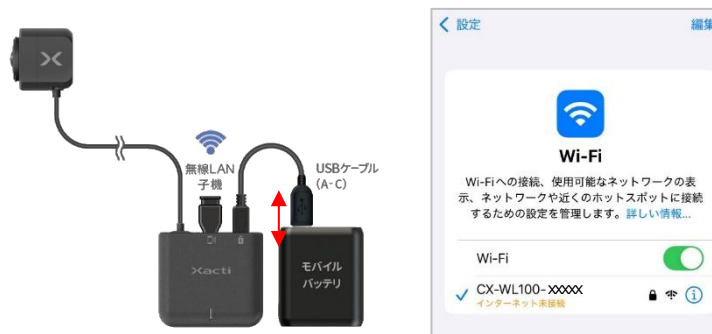 無線LAN
子機
USBケーブル
(A-C)
Xacti
モバイル
バッテリ
設定
編集
Wi-Fi
Wi-Fiへの接続、使用可能なネットワークの表
示、ネットワークや近くのホットスポットに接続
するための設定を管理します。詳しい情報...
Wi-Fi
CX-WL100-XXXXX
インターネット未接続